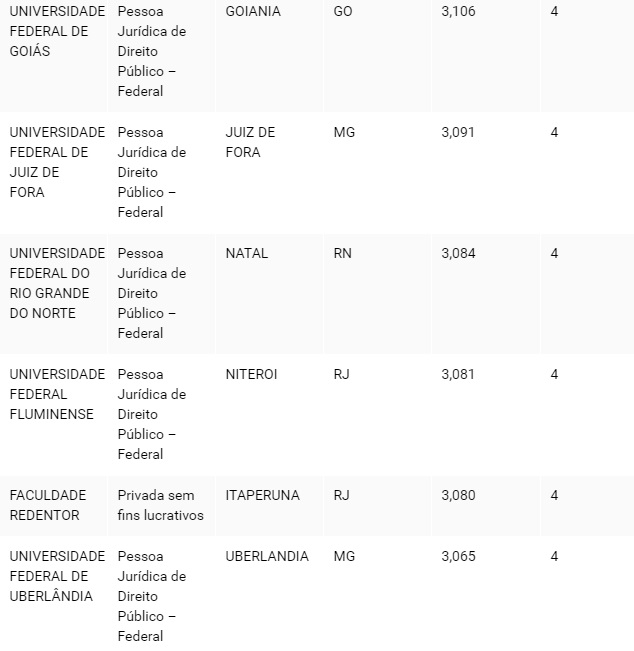 UNIVERSIDADE
FEDERAL DE
GOIÁS
Pessoa
Jurídica de
Direito
Público –
Federal
GOIANIA
GO
3,106
4
UNIVERSIDADE
FEDERAL DE
JUIZ DE
FORA
Pessoa
Jurídica de
Direito
Público –
Federal
JUIZ DE
FORA
MG
3,091
4
UNIVERSIDADE
FEDERAL DO
RIO GRANDE
DO NORTE
Pessoa
Jurídica de
Direito
Público –
Federal
NATAL
RN
3,084
4
UNIVERSIDADE
FEDERAL
FLUMINENSE
Pessoa
Jurídica de
Direito
Público –
Federal
NITEROI
RJ
3,081
4
FACULDADE
REDENTOR
Privada sem
fins lucrativos
ITAPERUNA
RJ
3,080
4
UNIVERSIDADE
FEDERAL DE
UBERLÂNDIA
Pessoa
Jurídica de
Direito
Público –
Federal
UBERLANDIA
MG
3,065
4